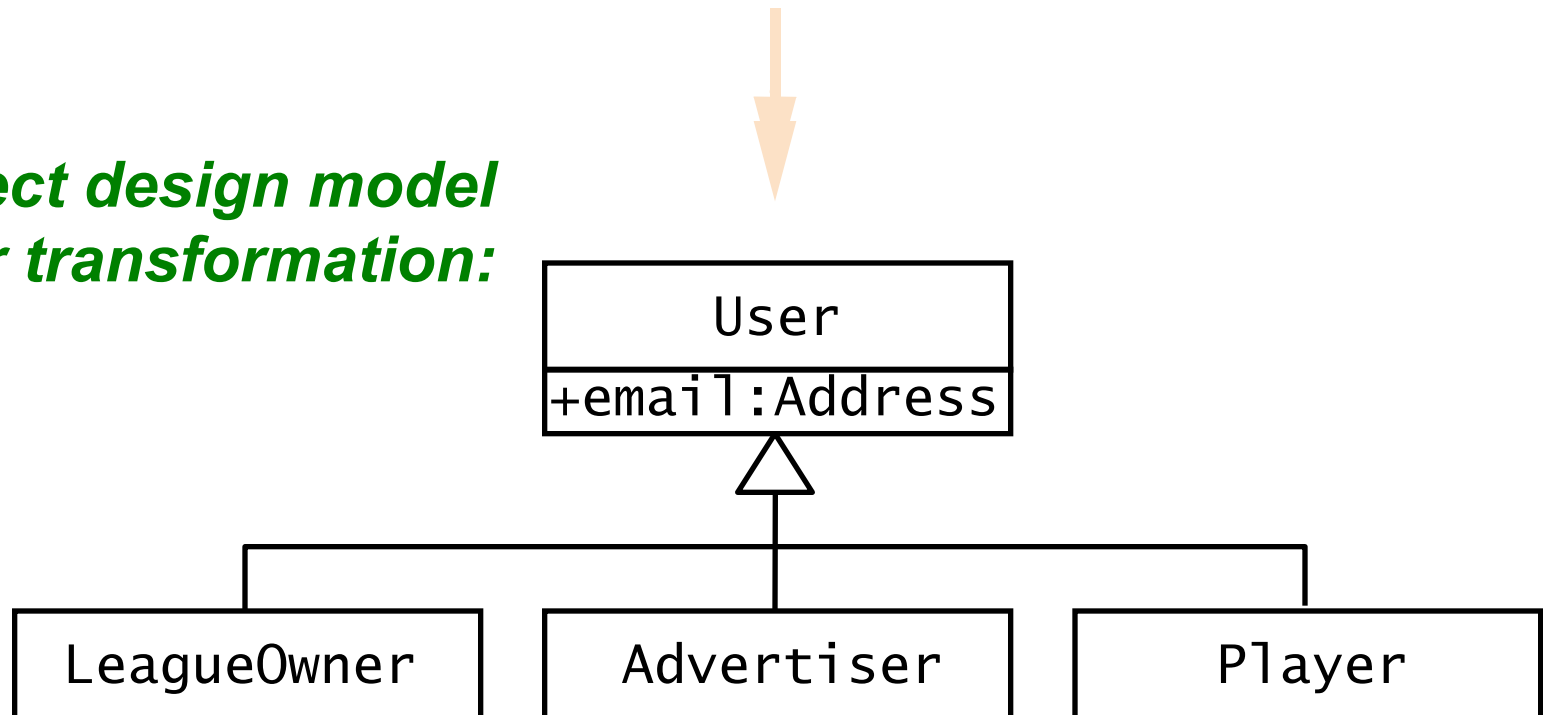 ect design model
r transformation:
User
+email:Address
LeagueOwner
Advertiser
Player